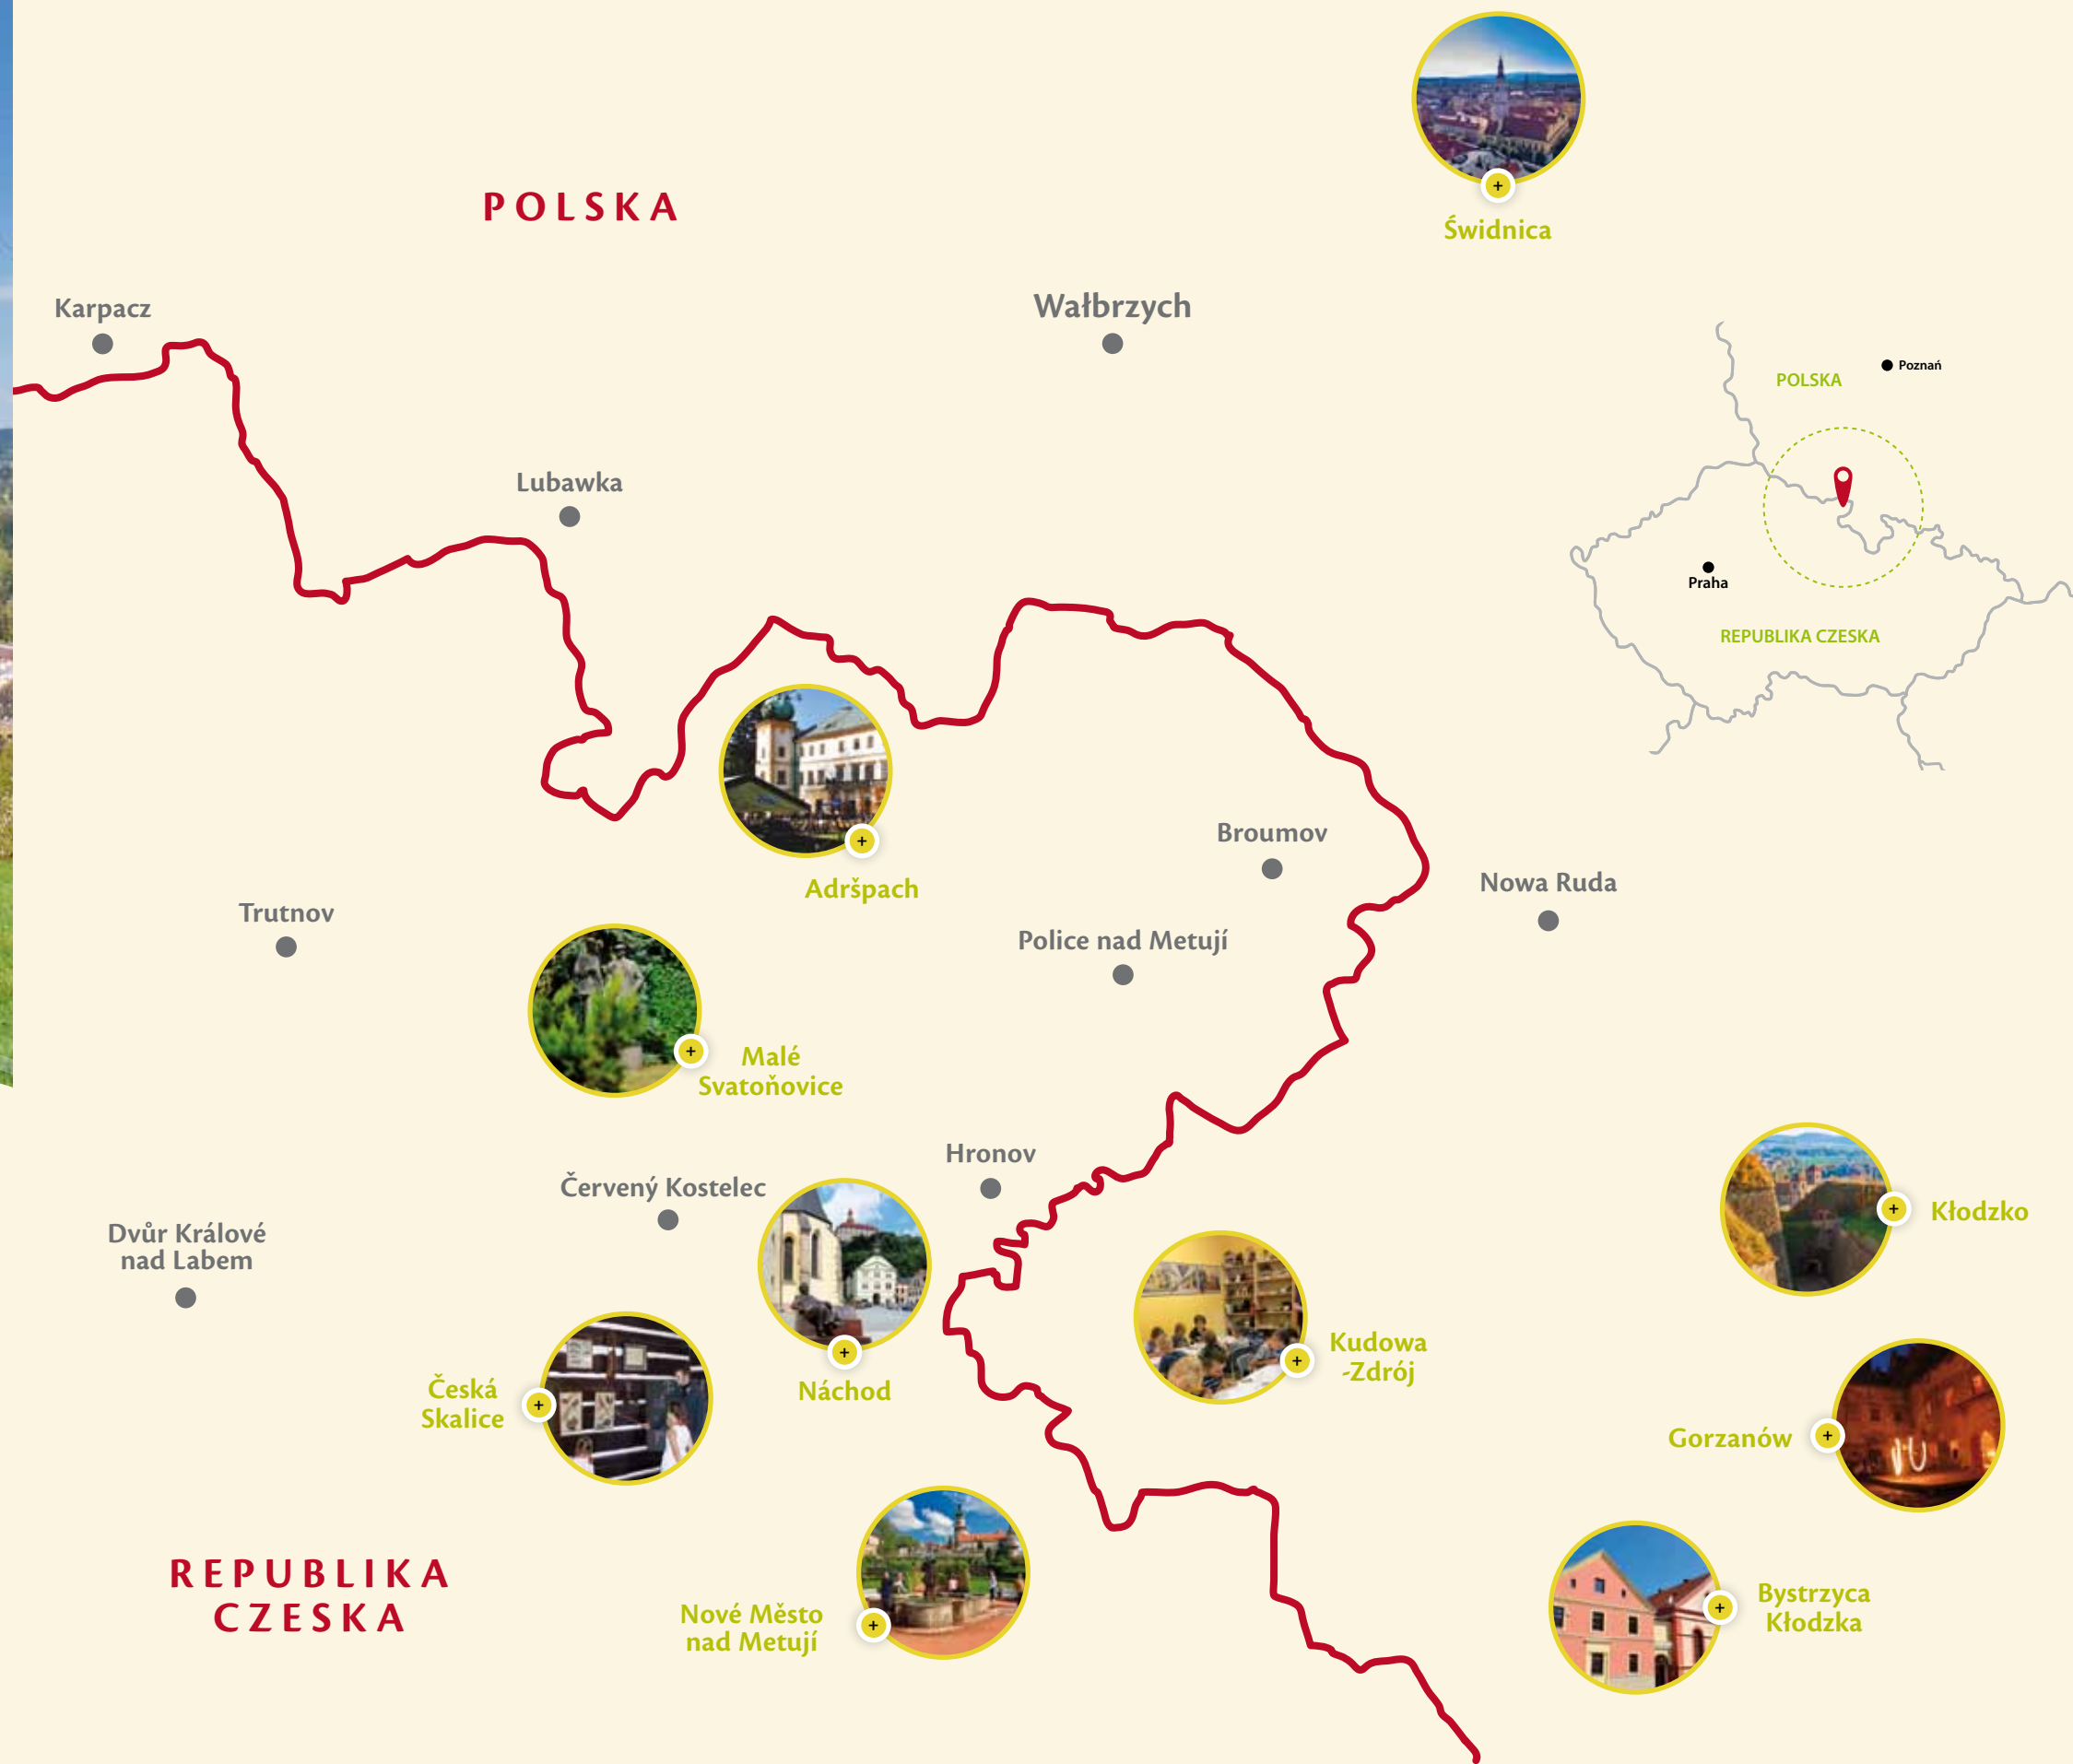 POLSKA
Świdnica
Karpacz
Wałbrzych
POLSKA
Poznań
Praha
REPUBLIKA CZESKA
Lubawka
Adršpach
Broumov
Nowa Ruda
Trutnov
Police nad Metují
Malé
Svatoňovice
Hronov
Červený Kostelec
Kłodzko
Dvůr Králové
nad Labem
Kudowa
-Zdrój
Česká
Skalice
Náchod
Gorzanów
REPUBLIKA
CZESKA
Nové Město
nad Metují
Bystrzyca
Kłodzka